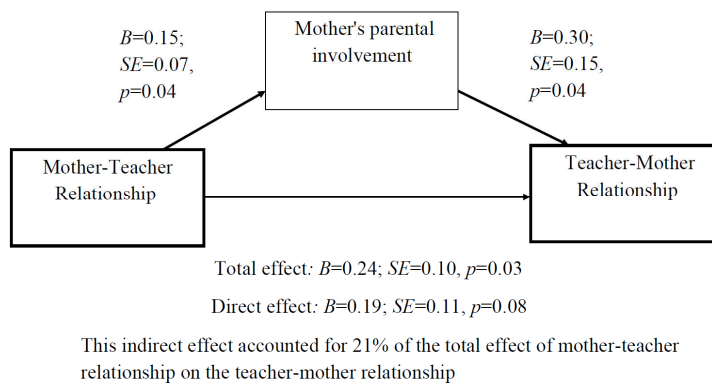 B=0.15;
SE=0.07,
p=0.04
Mother's parental
involvement
B=0.30;
SE=0.15,
p=0.04
Mother-Teacher
Relationship
Teacher-Mother
Relationship
Total effect: B=0.24; SE=0.10, p=0.03
Direct effect: B=0.19; SE=0.11, p=0.08
This indirect effect accounted for 21% of the total effect of mother-teacher
relationship on the teacher-mother relationship